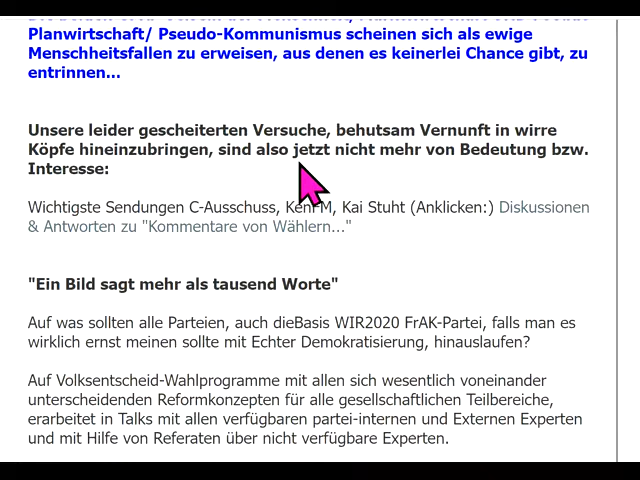 Planwirtschaft/ Pseudo-Kommunismus scheinen sich als ewige
Menschheitsfallen zu erweisen, aus denen es keinerlei Chance gibt, zu
entrinnen...
Unsere leider gescheiterten Versuche, behutsam Vernunft in wirre
Köpfe hineinzubringen, sind also jetzt nicht mehr von Bedeutung bzw.
Interesse:
Wichtigste Sendungen C-Ausschuss, KenFM, Kai Stuht (Anklicken:) Diskussionen
& Antworten zu "Kommentare von Wählern..."
"Ein Bild sagt mehr als tausend Worte"
Auf was sollten alle Parteien, auch dieBasis WIR2020 FrAK-Partei, falls man es
wirklich ernst meinen sollte mit Echter Demokratisierung, hinauslaufen?
Auf Volksentscheid-Wahlprogramme mit allen sich wesentlich voneinander
unterscheidenden Reformkonzepten für alle gesellschaftlichen Teilbereiche,
erarbeitet in Talks mit allen verfügbaren partei-internen und Externen Experten
und mit Hilfe von Referaten über nicht verfügbare Experten.